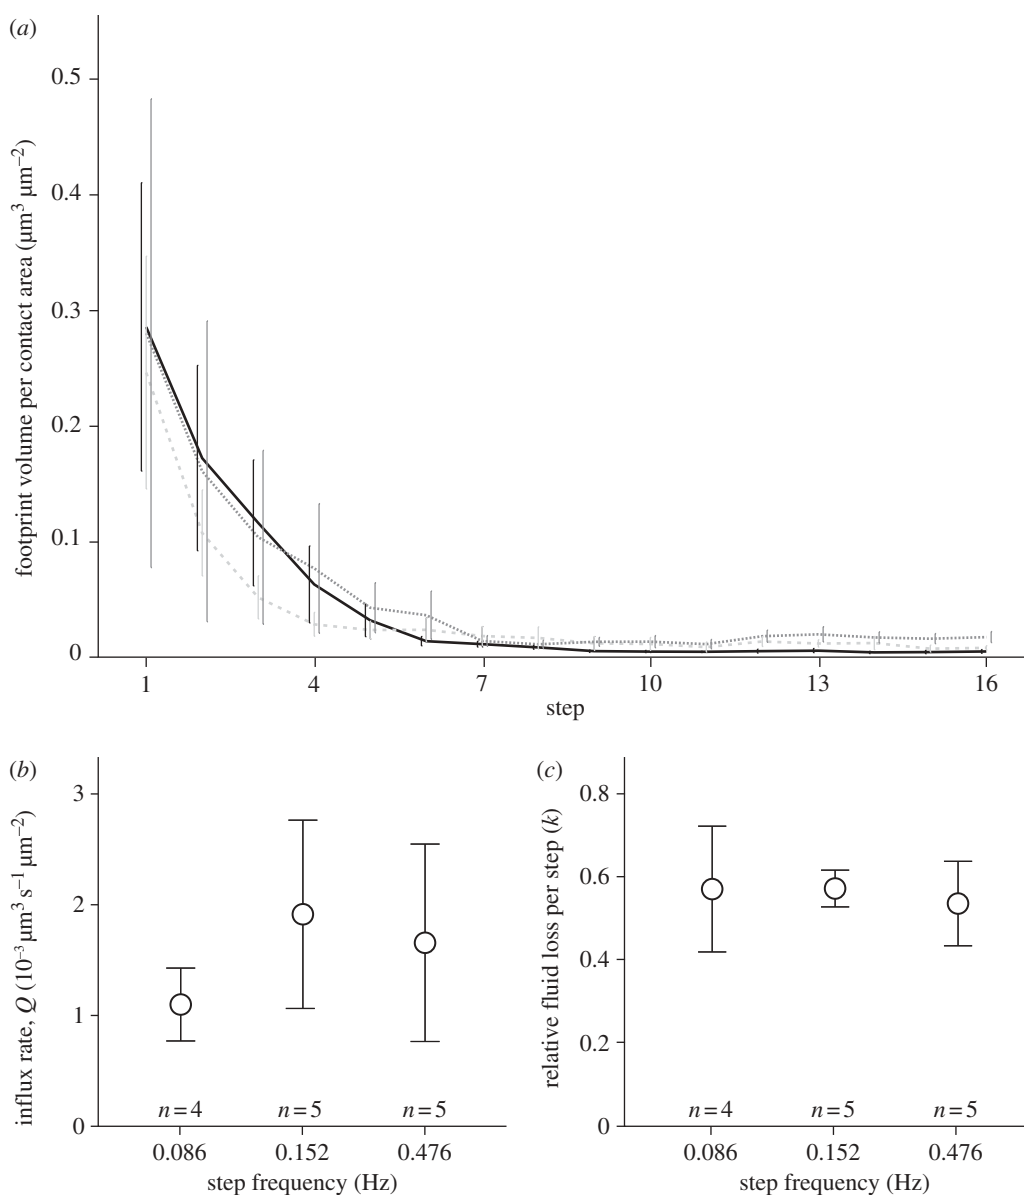 (a)
footprint volume per contact area (μm³ μm⁻²)
0.5
0.4
0.3
0.2
0.1
0
1 4 7 10 13 16
step
(b)
influx rate, Q (10⁻³ μm³ s⁻¹ μm⁻²)
3
2
1
0
n=4 n=5 n=5
0.086 0.152 0.476
step frequency (Hz)
(c)
relative fluid loss per step (k)
0.8
0.6
0.4
0.2
0
n=4 n=5 n=5
0.086 0.152 0.476
step frequency (Hz)